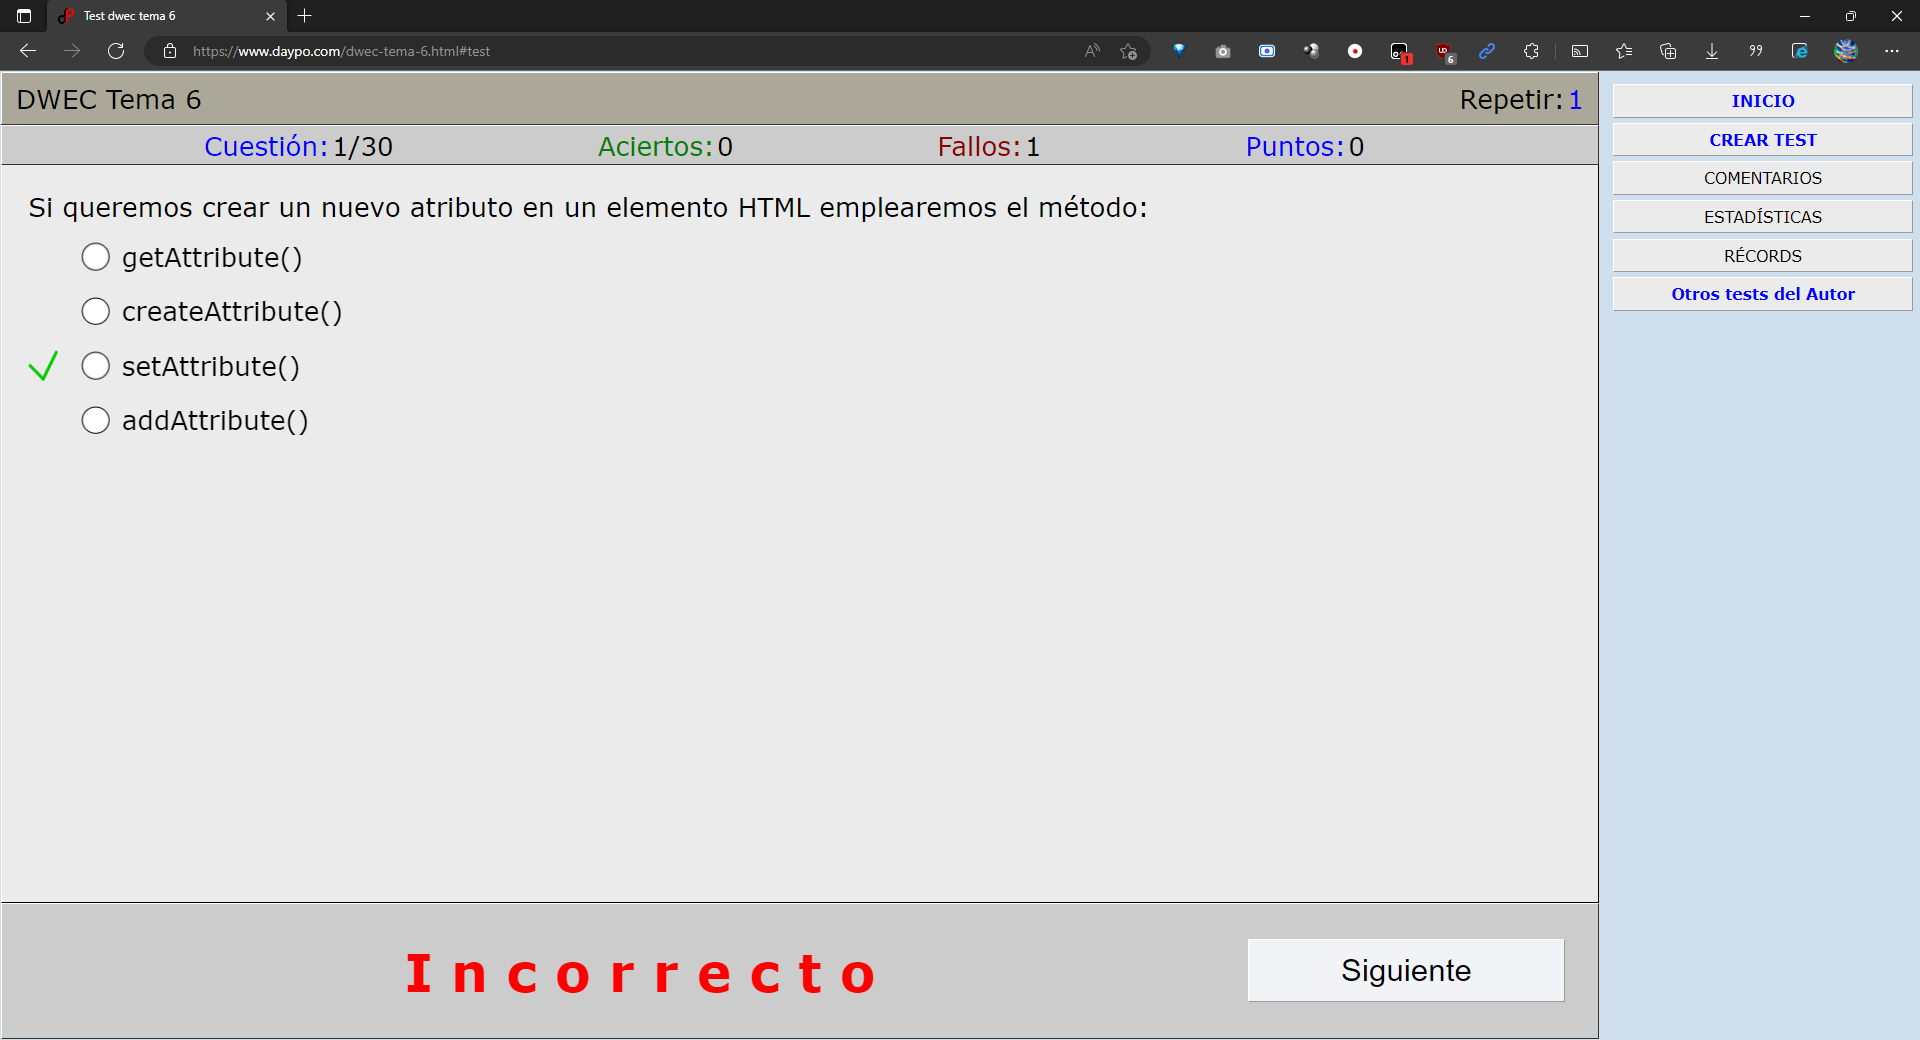 Test dwec tema 6
https://www.daypo.com/dwec-tema-6.html#test
1
6
DWEC Tema 6
Repetir: 1
Cuestión: 1/30 Aciertos: 0 Fallos: 1 Puntos: 0
Si queremos crear un nuevo atributo en un elemento HTML emplearemos el método:
getAttribute()
createAttribute()
setAttribute()
addAttribute()
Incorrecto
Siguiente
INICIO
CREAR TEST
COMENTARIOS
ESTADÍSTICAS
RÉCORDS
Otros tests del Autor